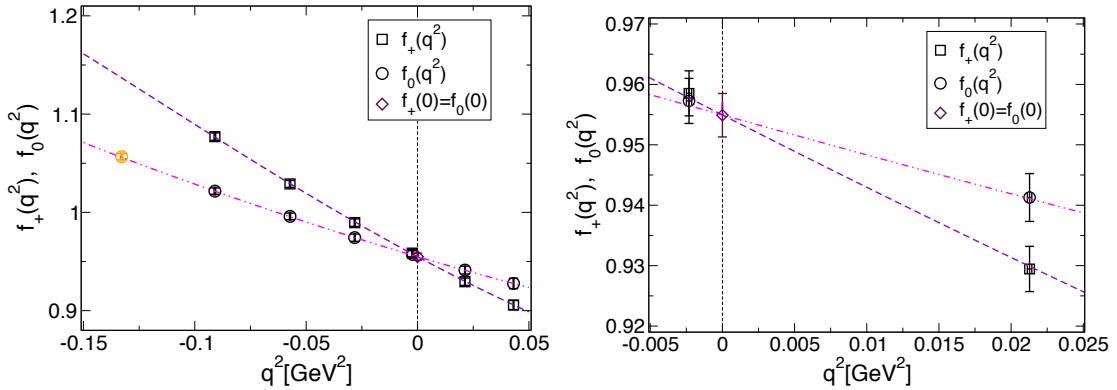 1.2
1.1
1
0.9
f₊(q²), f₀(q²)
f₊(q²)
f₀(q²)
f₊(0)=f₀(0)
-0.15 -0.1 -0.05 0 0.05
q²[GeV²]
0.97
0.96
0.95
0.94
0.93
0.92
f₊(q²), f₀(q²)
f₊(q²)
f₀(q²)
f₊(0)=f₀(0)
-0.005 0 0.005 0.01 0.015 0.02 0.025
q²[GeV²]